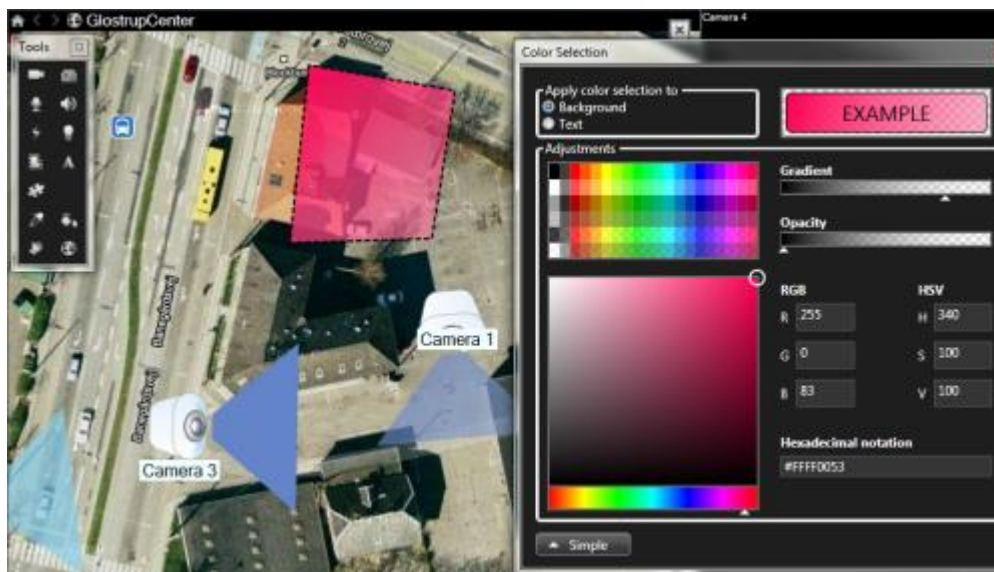 GlostrupCenter
Camera 4
Tools
Color Selection
Apply color selection to
Background
Text
EXAMPLE
Adjustments
Gradient
Opacity
RGB
HSV
R 255
H 340
G 0
S 100
B 83
V 100
Hexadecimal notation
#FFFF0053
Simple
Camera 1
Camera 3
A